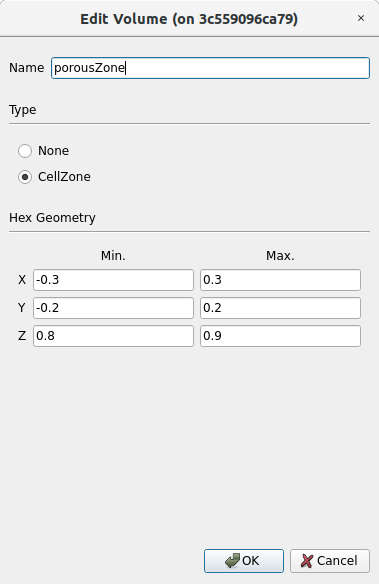 Edit Volume (on 3c559096ca79) ×
Name porousZone
Type
None
CellZone
Hex Geometry
Min. Max.
X -0.3 0.3
Y -0.2 0.2
Z 0.8 0.9
OK Cancel